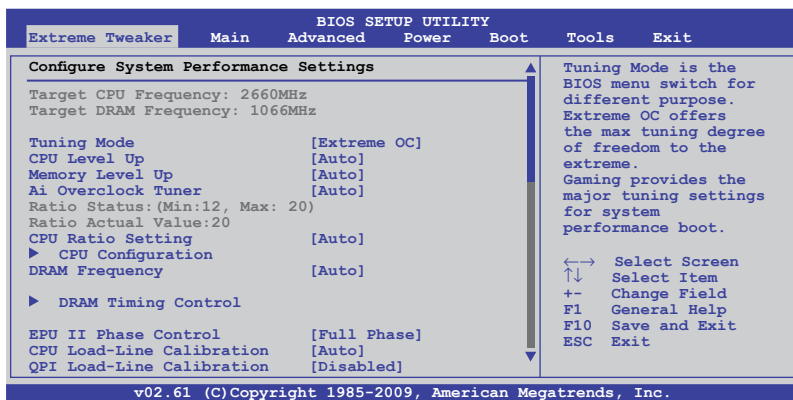 BIOS SETUP UTILITY
Extreme Tweaker Main Advanced Power Boot Tools Exit
Configure System Performance Settings
Target CPU Frequency: 2660MHz
Target DRAM Frequency: 1066MHz
Tuning Mode [Extreme OC]
CPU Level Up [Auto]
Memory Level Up [Auto]
Ai Overclock Tuner [Auto]
Ratio Status:(Min:12, Max: 20)
Ratio Actual Value:20
CPU Ratio Setting [Auto]
CPU Configuration
DRAM Frequency [Auto]
DRAM Timing Control
EPU II Phase Control [Full Phase]
CPU Load-Line Calibration [Auto]
QPI Load-Line Calibration [Disabled]
Tuning Mode is the
BIOS menu switch for
different purpose.
Extreme OC offers
the max tuning degree
of freedom to the
extreme.
Gaming provides the
major tuning settings
for system
performance boot.
←→ Select Screen
↑↓ Select Item
+- Change Field
F1 General Help
F10 Save and Exit
ESC Exit
v02.61 (C)Copyright 1985-2009, American Megatrends, Inc.